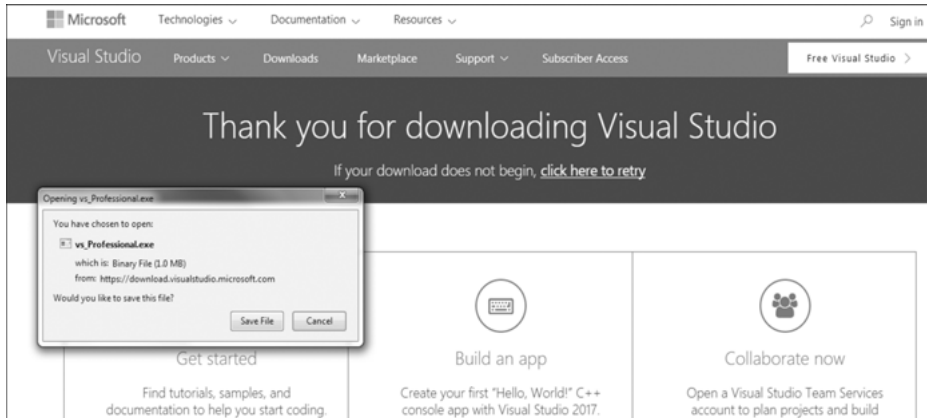 Microsoft Technologies Documentation Resources Sign in
Visual Studio Products Downloads Marketplace Support Subscriber Access Free Visual Studio
Thank you for downloading Visual Studio
If your download does not begin, click here to retry
Opening vs_Professional.exe
You have chosen to open:
vs_Professional.exe
which is: Binary File (1.0 MB)
from: https://download.visualstudio.microsoft.com
Would you like to save this file?
Save File Cancel
Get started
Find tutorials, samples, and
documentation to help you start coding.
Build an app
Create your first "Hello, World!" C++
console app with Visual Studio 2017.
Collaborate now
Open a Visual Studio Team Services
account to plan projects and build